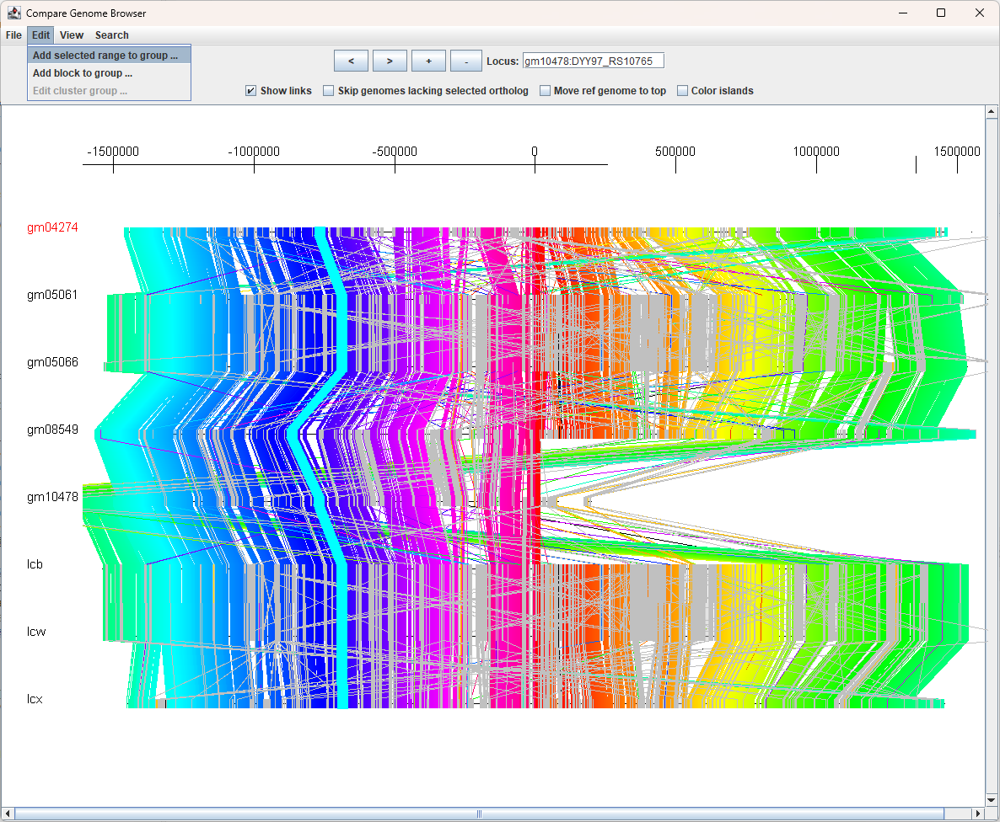 Compare Genome Browser
File Edit View Search
Add selected range to group ...
Add block to group ...
Edit cluster group ...
< > + - Locus: gm10478:DYY97_RS10765
Show links Skip genomes lacking selected ortholog Move ref genome to top Color islands
-1500000 -1000000 -500000 0 500000 1000000 1500000
gm04274
gm05061
gm05066
gm08549
gm10478
lcb
lcw
lcx